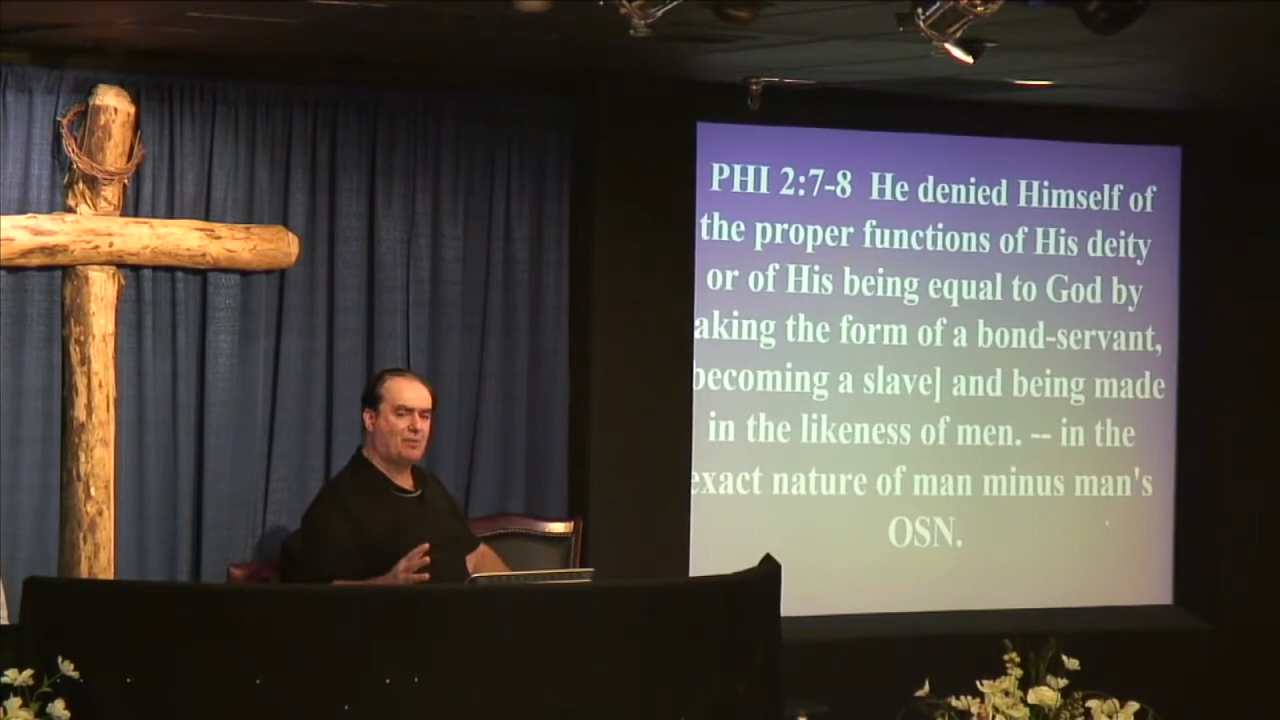 PHI 2:7-8 He denied Himself of
the proper functions of His deity
or of His being equal to God by
aking the form of a bond-servant,
becoming a slave] and being made
in the likeness of men. -- in the
exact nature of man minus man's
OSN.